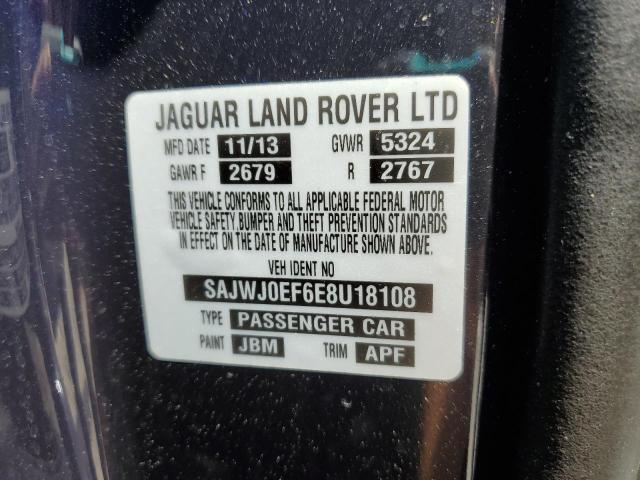 JAGUAR LAND ROVER LTD
MFD DATE 11/13 GVWR 5324
GAWR F 2679 R 2767
THIS VEHICLE CONFORMS TO ALL APPLICABLE FEDERAL MOTOR
VEHICLE SAFETY, BUMPER AND THEFT PREVENTION STANDARDS
IN EFFECT ON THE DATE OF MANUFACTURE SHOWN ABOVE.
VEH IDENT NO
SAJWJ0EF6E8U18108
TYPE PASSENGER CAR
PAINT JBM TRIM APF